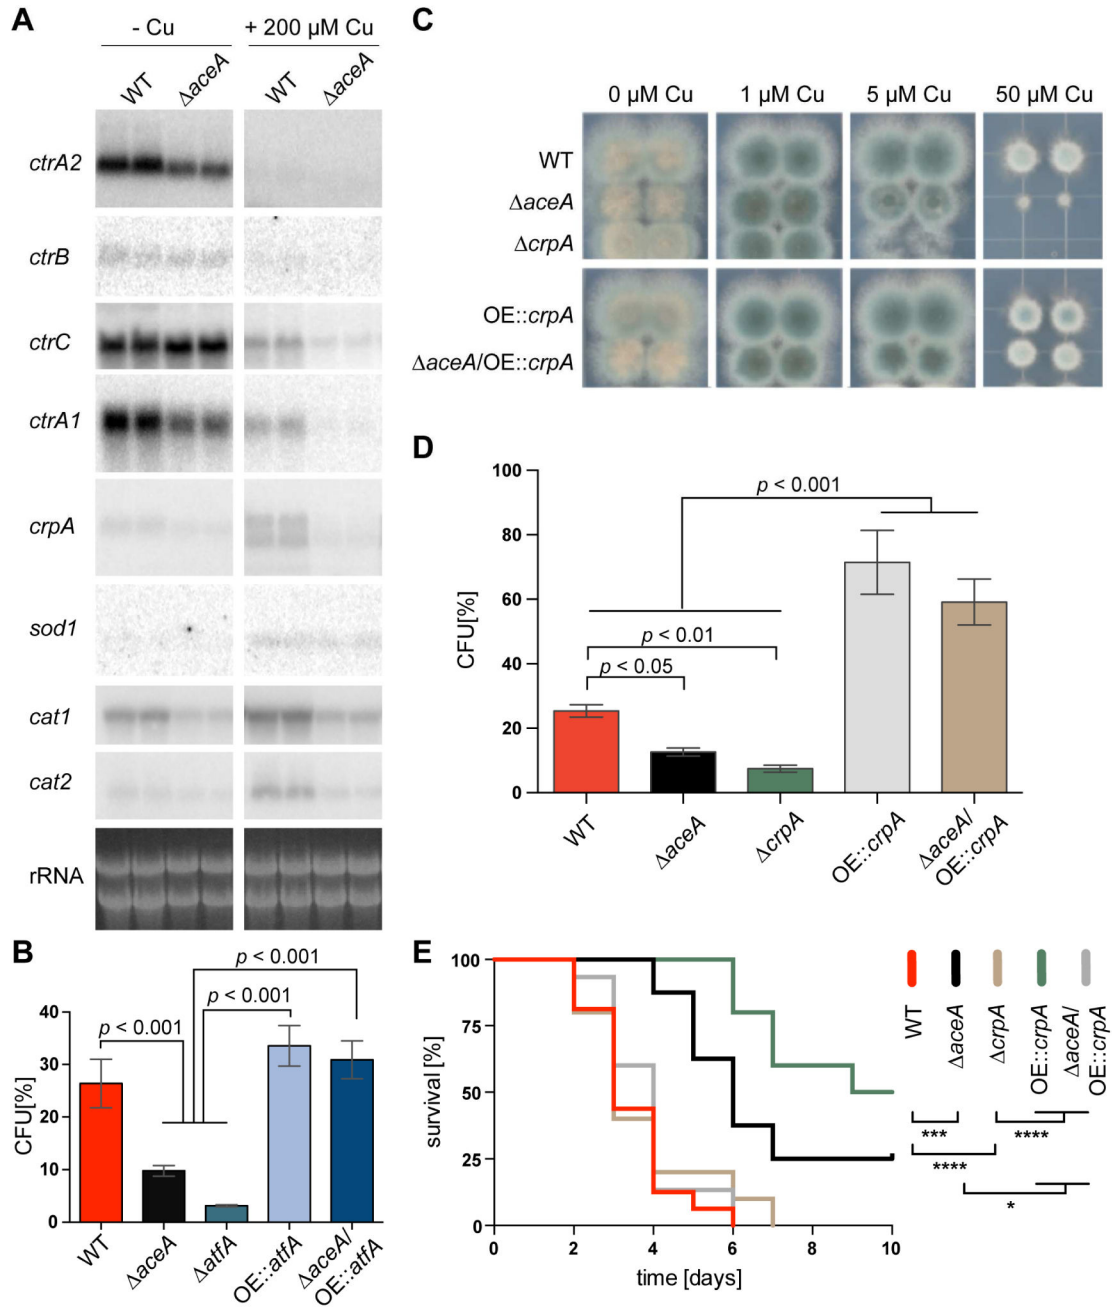 A
- Cu
+ 200 µM Cu
WT
ΔaceA
WT
ΔaceA
ctrA2
ctrB
ctrC
ctrA1
crpA
sod1
cat1
cat2
rRNA
B
p < 0.001
p < 0.001
p < 0.001
CFU[%]
40
30
20
10
0
WT
ΔaceA
ΔatfA
OE::atfA
ΔaceA/
OE::atfA
C
0 µM Cu
1 µM Cu
5 µM Cu
50 µM Cu
WT
ΔaceA
ΔcrpA
OE::crpA
ΔaceA/OE::crpA
D
p < 0.001
p < 0.01
p < 0.05
CFU[%]
100
80
60
40
20
0
WT
ΔaceA
ΔcrpA
OE::crpA
ΔaceA/
OE::crpA
E
survival [%]
100
75
50
25
0
0
2
4
6
8
10
time [days]
WT
ΔaceA
ΔcrpA
OE::crpA
ΔaceA/
OE::crpA
***
****
****
*